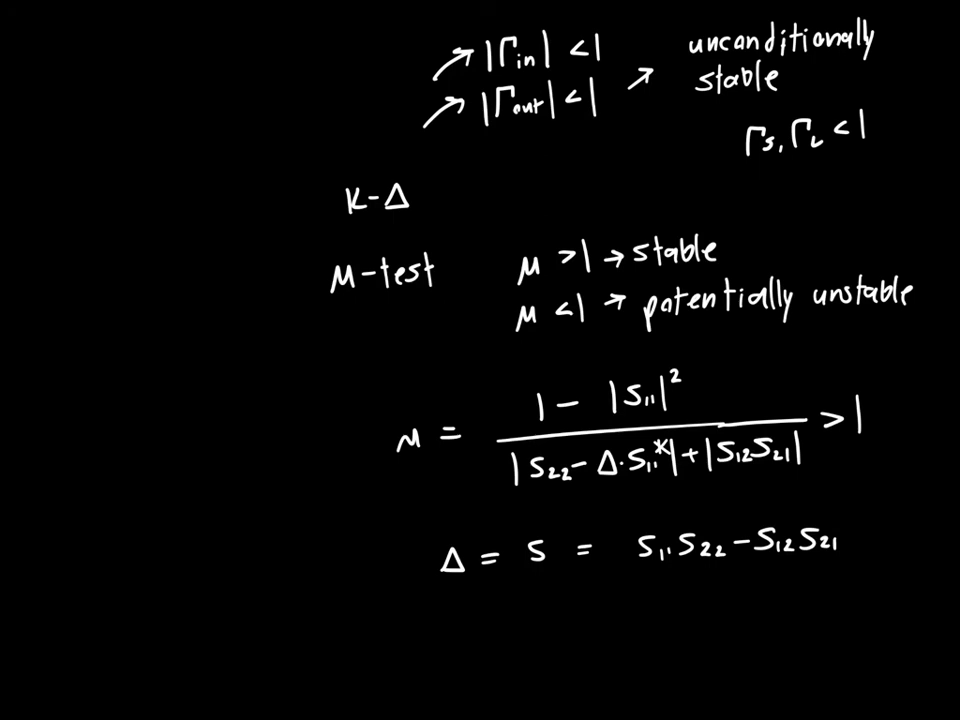 |Γin| < 1 → unconditionally
|Γout| < 1 stable
Γs, ΓL < 1
K-Δ
μ-test μ > 1 → stable
μ < 1 → potentially unstable
μ = (1 - |S11|²) / (|S22 - Δ·S11*| + |S12S21|) > 1
Δ = S = S11S22 - S12S21